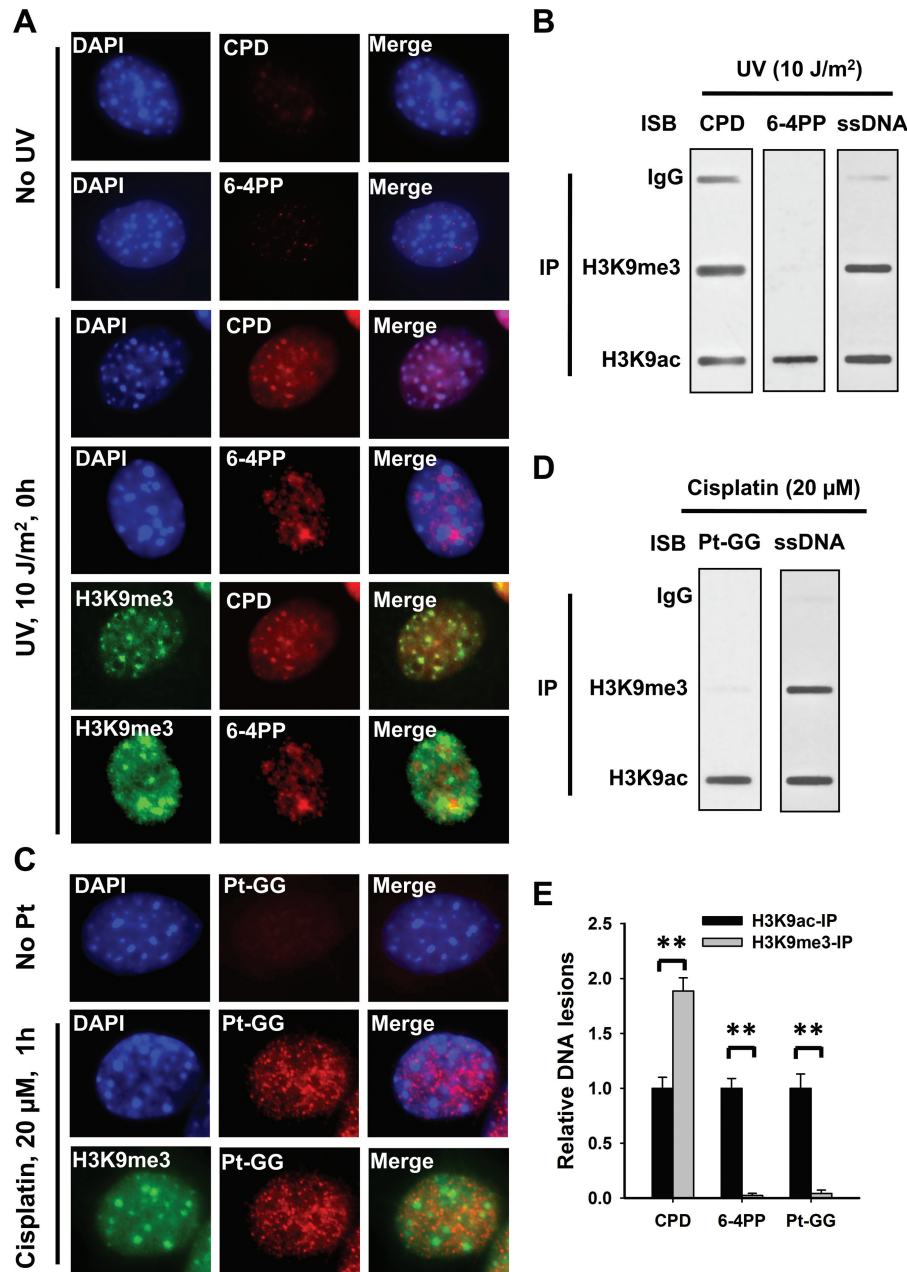 A
No UV
DAPI CPD Merge
DAPI 6-4PP Merge
UV, 10 J/m², 0h
DAPI CPD Merge
DAPI 6-4PP Merge
H3K9me3 CPD Merge
H3K9me3 6-4PP Merge
B
UV (10 J/m²)
ISB CPD 6-4PP ssDNA
IP
IgG
H3K9me3
H3K9ac
C
No Pt
DAPI Pt-GG Merge
Cisplatin, 20 µM, 1h
DAPI Pt-GG Merge
H3K9me3 Pt-GG Merge
D
Cisplatin (20 µM)
ISB Pt-GG ssDNA
IP
IgG
H3K9me3
H3K9ac
E
H3K9ac-IP
H3K9me3-IP
Relative DNA lesions
2.5
2.0
1.5
1.0
0.5
0.0
** ** **
CPD 6-4PP Pt-GG